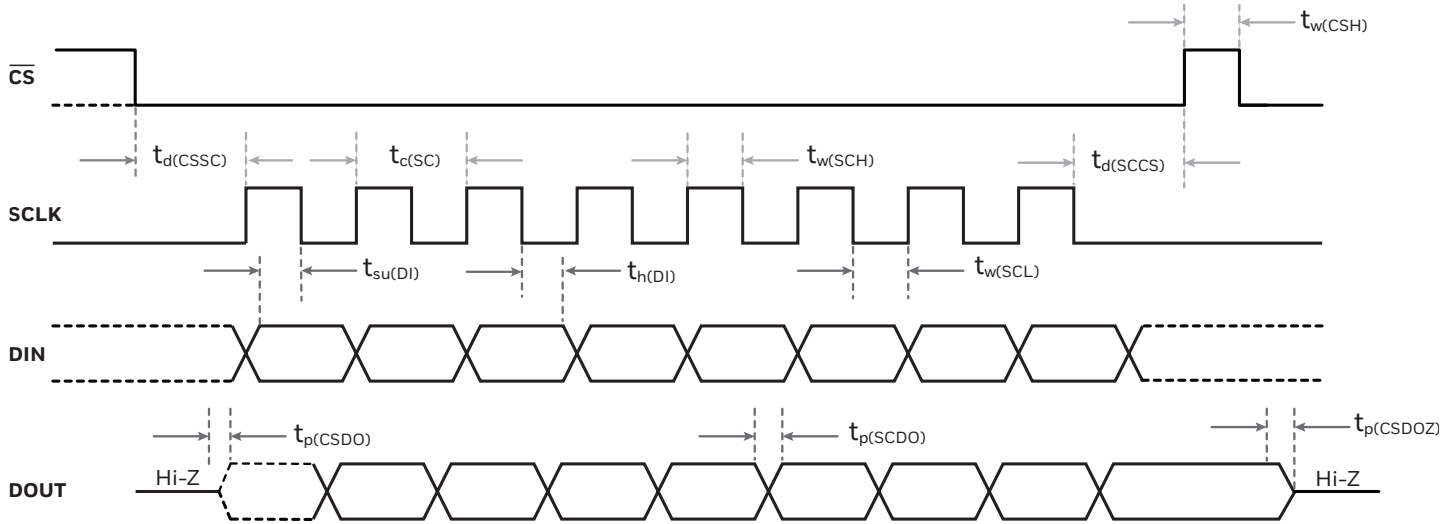 t_w(CSH)
C̅S̅
t_d(CSSC) t_c(SC) t_w(SCH) t_d(SCCS)
SCLK
t_su(DI) t_h(DI) t_w(SCL)
DIN
t_p(CSDO) t_p(SCDO) t_p(CSDOZ)
Hi-Z Hi-Z
DOUT